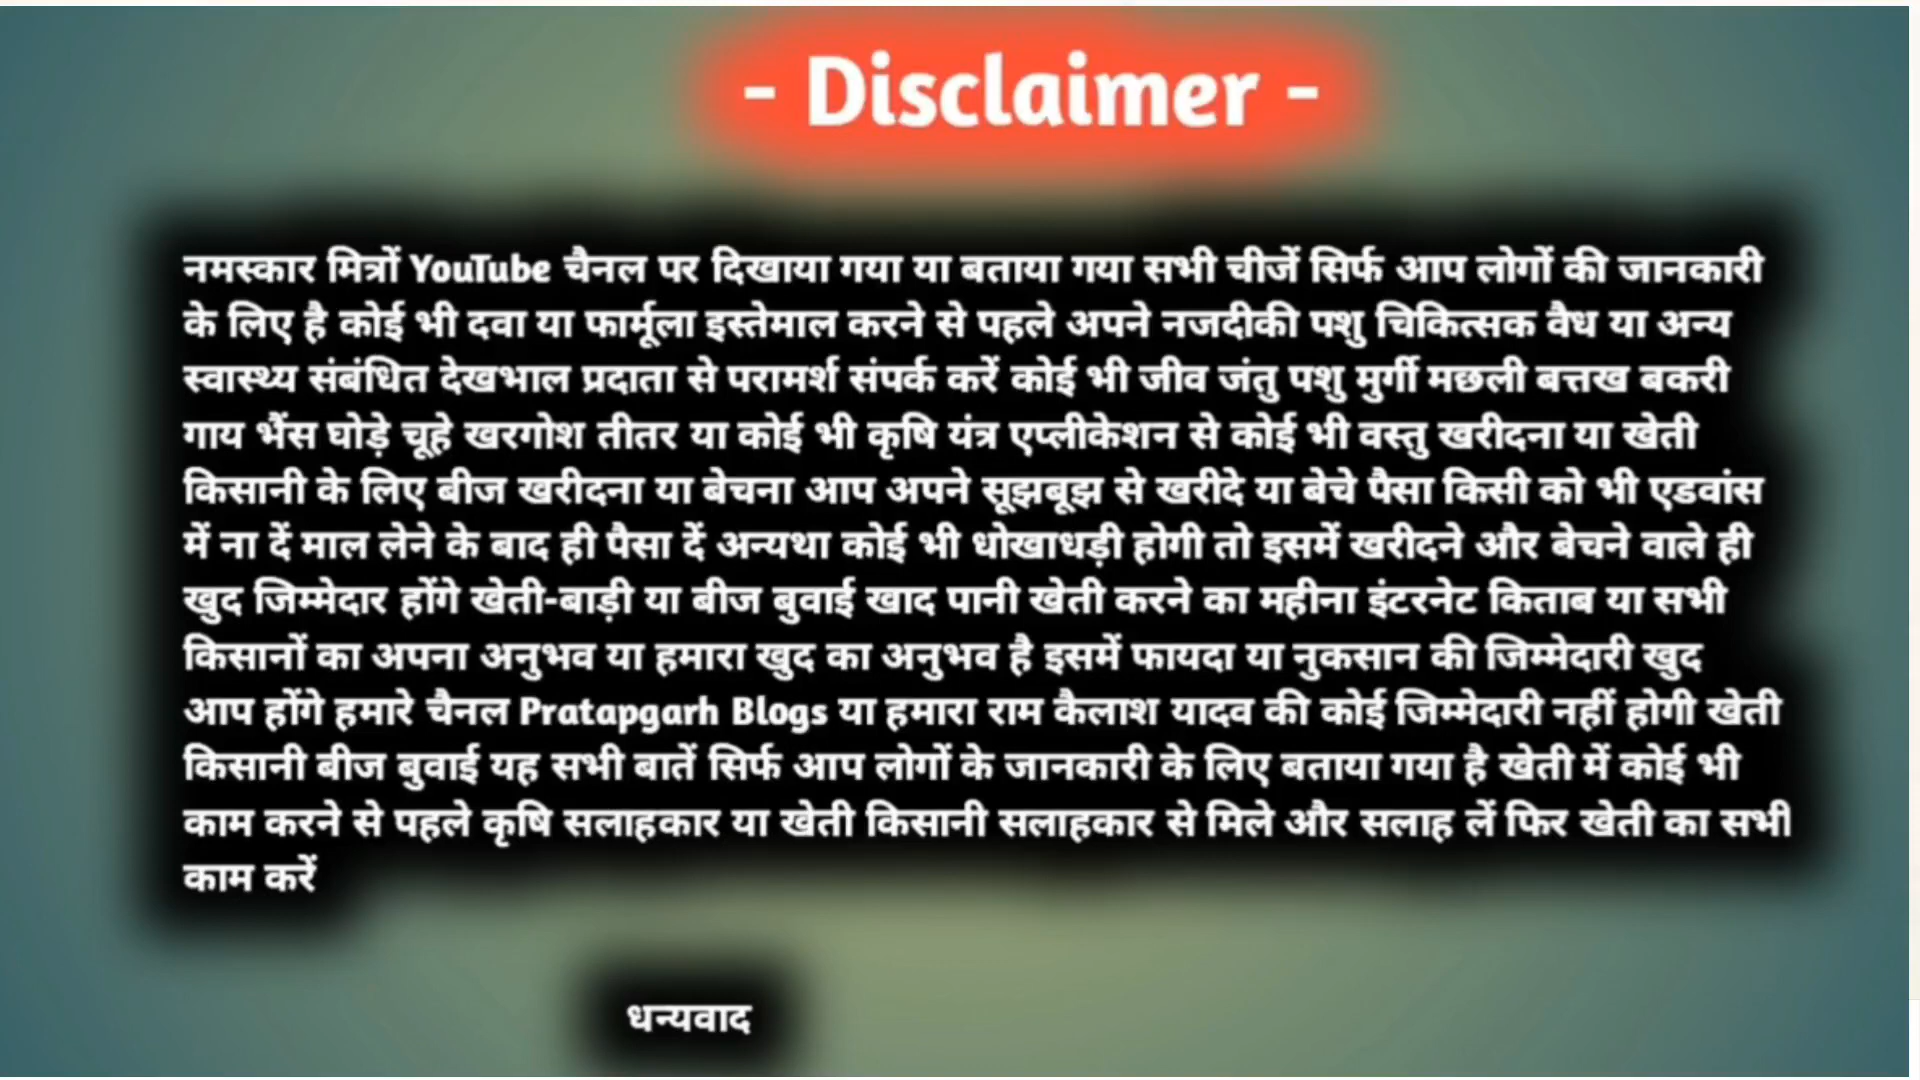 - Disclaimer -
नमस्कार मित्रों YouTube चैनल पर दिखाया गया या बताया गया सभी चीजें सिर्फ आप लोगों की जानकारी
के लिए है कोई भी दवा या फार्मूला इस्तेमाल करने से पहले अपने नजदीकी पशु चिकित्सक वैध या अन्य
स्वास्थ्य संबंधित देखभाल प्रदाता से परामर्श संपर्क करें कोई भी जीव जंतु पशु मुर्गी मछली बत्तख बकरी
गाय भैंस घोड़े चूहे खरगोश तीतर या कोई भी कृषि यंत्र एप्लीकेशन से कोई भी वस्तु खरीदना या खेती
किसानी के लिए बीज खरीदना या बेचना आप अपने सूझबूझ से खरीदे या बेचे पैसा किसी को भी एडवांस
में ना दें माल लेने के बाद ही पैसा दें अन्यथा कोई भी धोखाधड़ी होगी तो इसमें खरीदने और बेचने वाले ही
खुद जिम्मेदार होंगे खेती-बाड़ी या बीज बुवाई खाद पानी खेती करने का महीना इंटरनेट किताब या सभी
किसानों का अपना अनुभव या हमारा खुद का अनुभव है इसमें फायदा या नुकसान की जिम्मेदारी खुद
आप होंगे हमारे चैनल Pratapgarh Blogs या हमारा राम कैलाश यादव की कोई जिम्मेदारी नहीं होगी खेती
किसानी बीज बुवाई यह सभी बातें सिर्फ आप लोगों के जानकारी के लिए बताया गया है खेती में कोई भी
काम करने से पहले कृषि सलाहकार या खेती किसानी सलाहकार से मिले और सलाह लें फिर खेती का सभी
काम करें
धन्यवाद